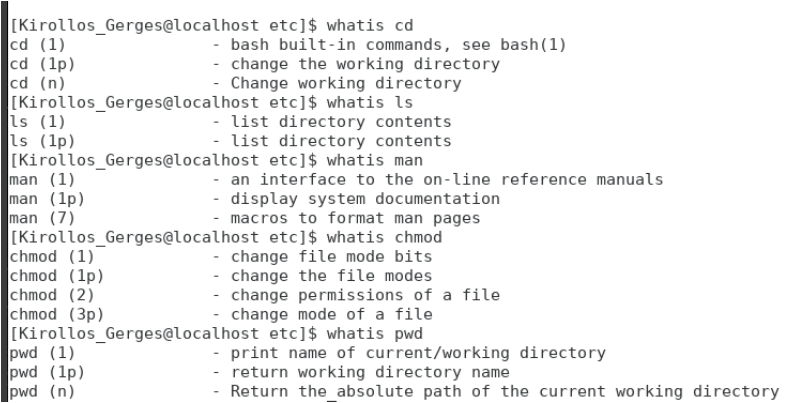 [Kirollos_Gerges@localhost etc]$ whatis cd
cd (1)               - bash built-in commands, see bash(1)
cd (1p)              - change the working directory
cd (n)               - Change working directory
[Kirollos_Gerges@localhost etc]$ whatis ls
ls (1)               - list directory contents
ls (1p)              - list directory contents
[Kirollos_Gerges@localhost etc]$ whatis man
man (1)              - an interface to the on-line reference manuals
man (1p)             - display system documentation
man (7)              - macros to format man pages
[Kirollos_Gerges@localhost etc]$ whatis chmod
chmod (1)            - change file mode bits
chmod (1p)           - change the file modes
chmod (2)            - change permissions of a file
chmod (3p)           - change mode of a file
[Kirollos_Gerges@localhost etc]$ whatis pwd
pwd (1)              - print name of current/working directory
pwd (1p)             - return working directory name
pwd (n)              - Return the absolute path of the current working directory